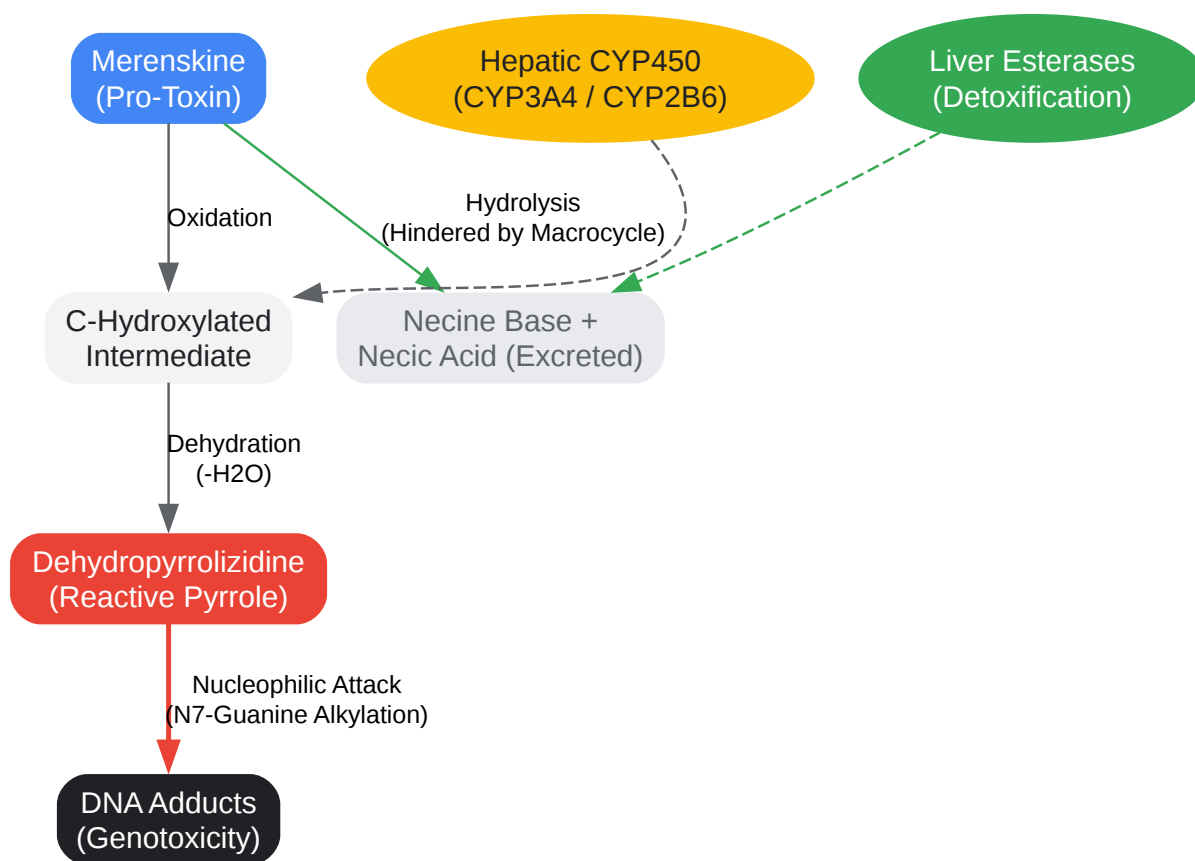 Merenskine
(Pro-Toxin)
Hepatic CYP450
(CYP3A4 / CYP2B6)
Liver Esterases
(Detoxification)
Oxidation
Hydrolysis
(Hindered by Macrocycle)
C-Hydroxylated
Intermediate
Necine Base +
Necic Acid (Excreted)
Dehydration
(-H2O)
Dehydropyrrolizidine
(Reactive Pyrrole)
Nucleophilic Attack
(N7-Guanine Alkylation)
DNA Adducts
(Genotoxicity)